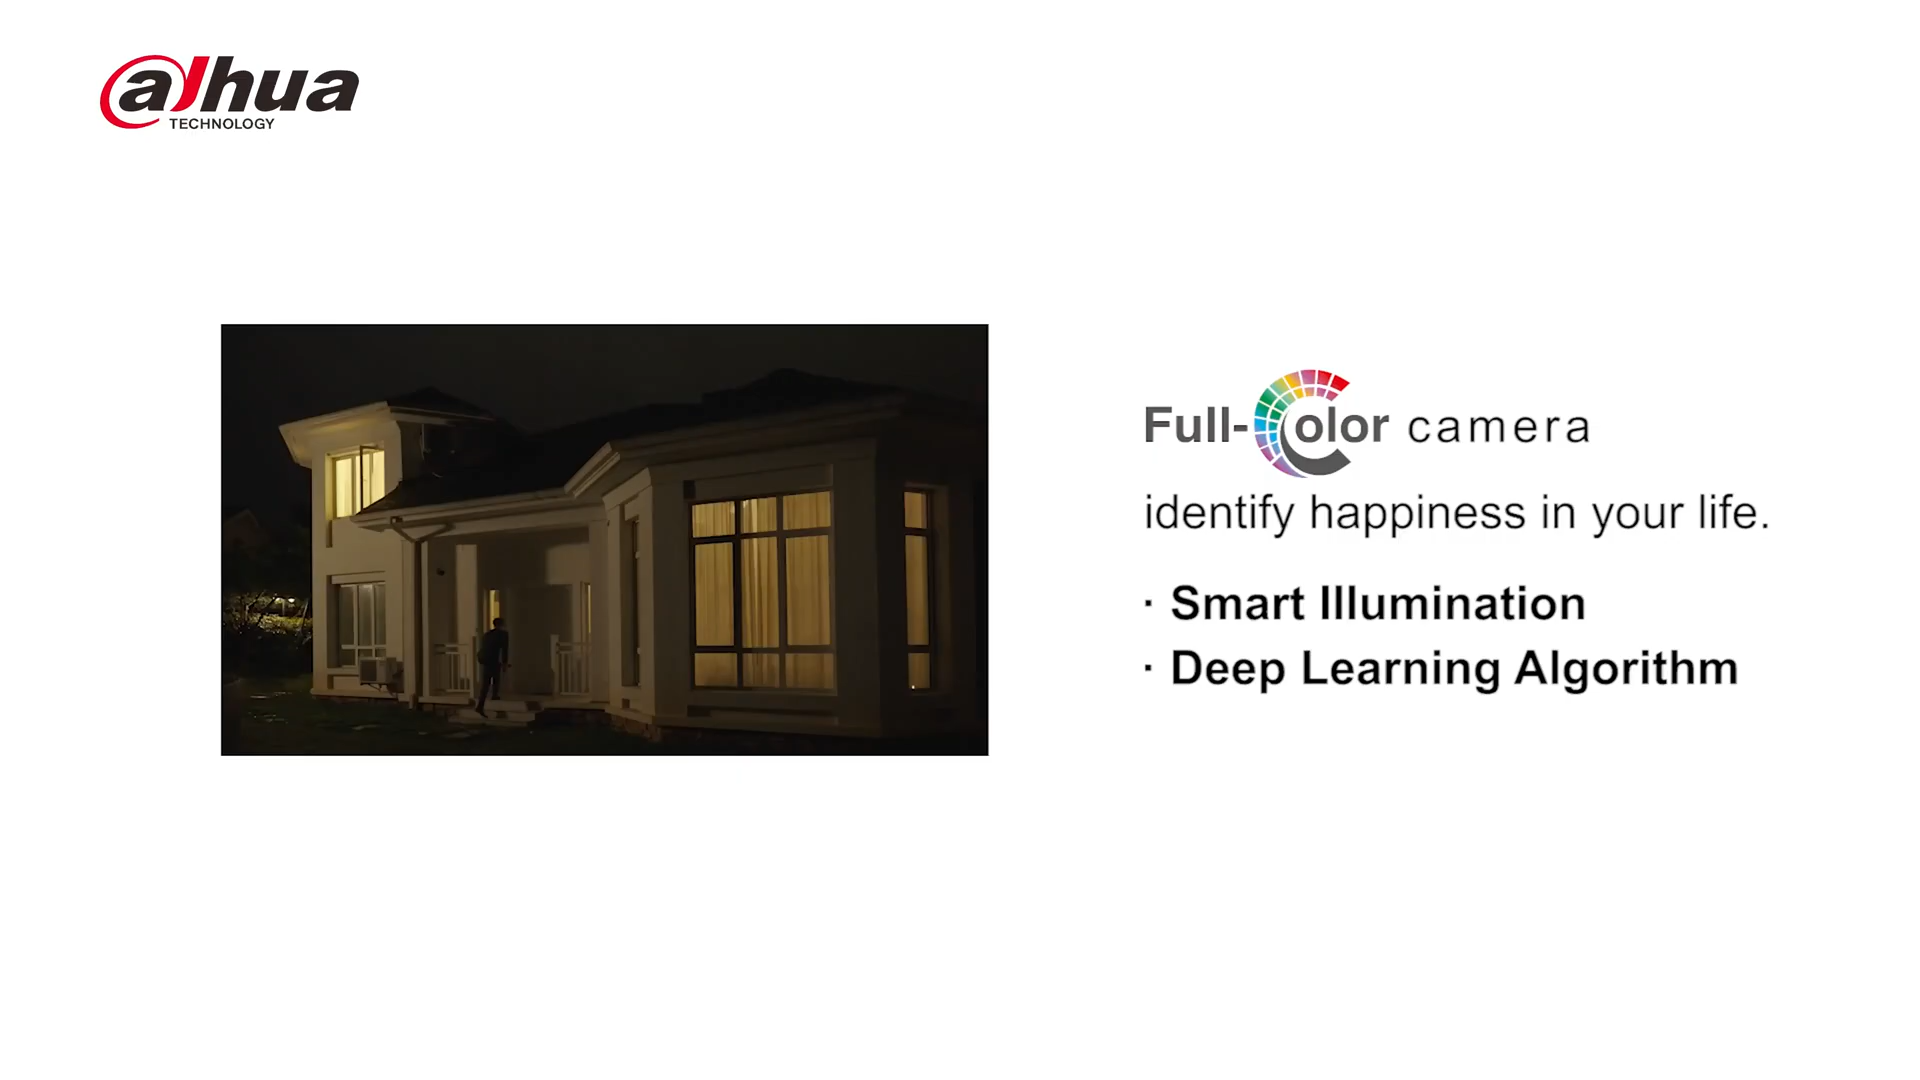 alhua
TECHNOLOGY
Full-Color camera
identify happiness in your life.
· Smart Illumination
· Deep Learning Algorithm